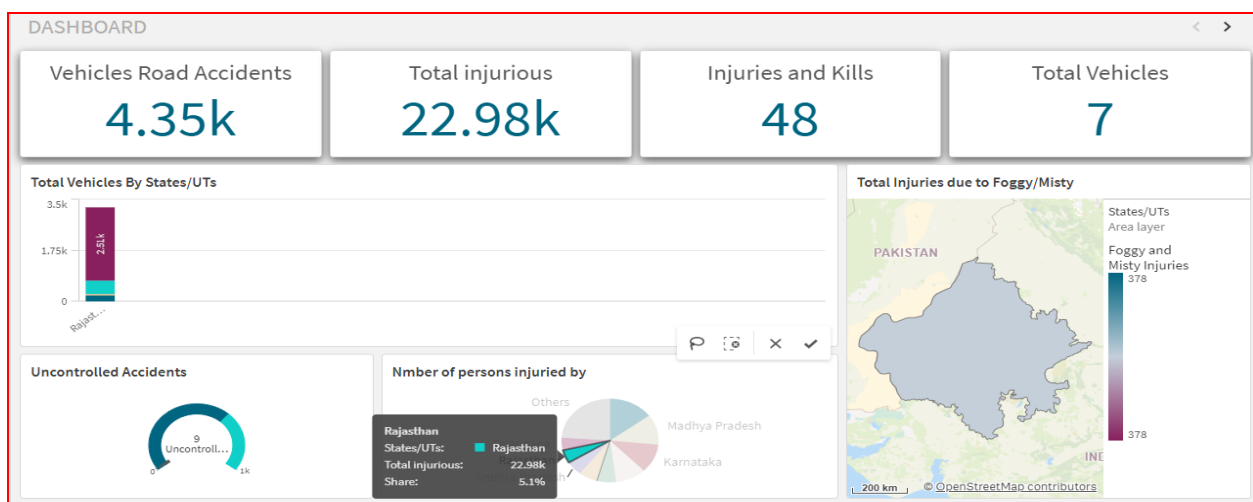 DASHBOARD
Vehicles Road Accidents
4.35k
Total injurious
22.98k
Injuries and Kills
48
Total Vehicles
7
Total Vehicles By States/UTs
3.5k
1.75k
0
2.51k
Rajast...
Total Injuries due to Foggy/Misty
PAKISTAN
200 km
© OpenStreetMap contributors
States/UTs
Area layer
Foggy and
Misty Injuries
378
378
Uncontrolled Accidents
9
Uncontroll...
0
1k
Nmber of persons injuried by
Others
Madhya Pradesh
Karnataka
Rajasthan
States/UTs: Rajasthan
Total injurious: 22.98k
Share: 5.1%